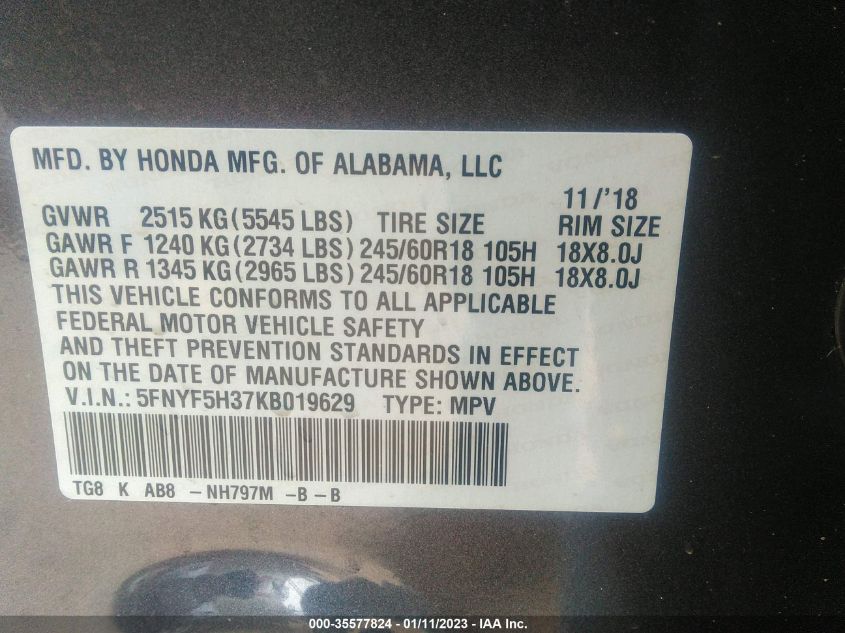 MFD. BY HONDA MFG. OF ALABAMA, LLC
11/'18
GVWR 2515 KG (5545 LBS) TIRE SIZE RIM SIZE
GAWR F 1240 KG (2734 LBS) 245/60R18 105H 18X8.0J
GAWR R 1345 KG (2965 LBS) 245/60R18 105H 18X8.0J
THIS VEHICLE CONFORMS TO ALL APPLICABLE
FEDERAL MOTOR VEHICLE SAFETY
AND THEFT PREVENTION STANDARDS IN EFFECT
ON THE DATE OF MANUFACTURE SHOWN ABOVE.
V.I.N.: 5FNYF5H37KB019629 TYPE: MPV
TG8 K AB8 – NH797M –B – B
000-35577824 - 01/11/2023 - IAA Inc.